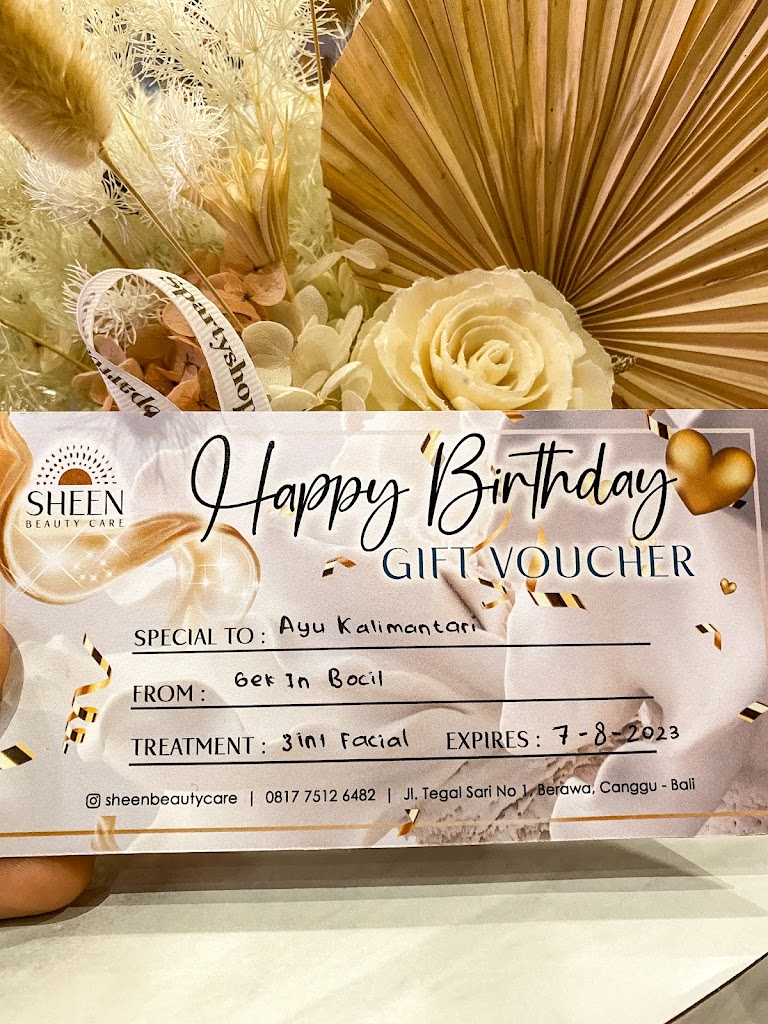 Spartyshop
SHEEN
BEAUTY CARE
Happy Birthday
GIFT VOUCHER
SPECIAL TO : Ayu Kalimantari
FROM : Gek In Bocil
TREATMENT : 3in1 Facial EXPIRES : 7-8-2023
sheenbeautycare | 0817 7512 6482 | Jl. Tegal Sari No 1, Berawa, Canggu - Bali